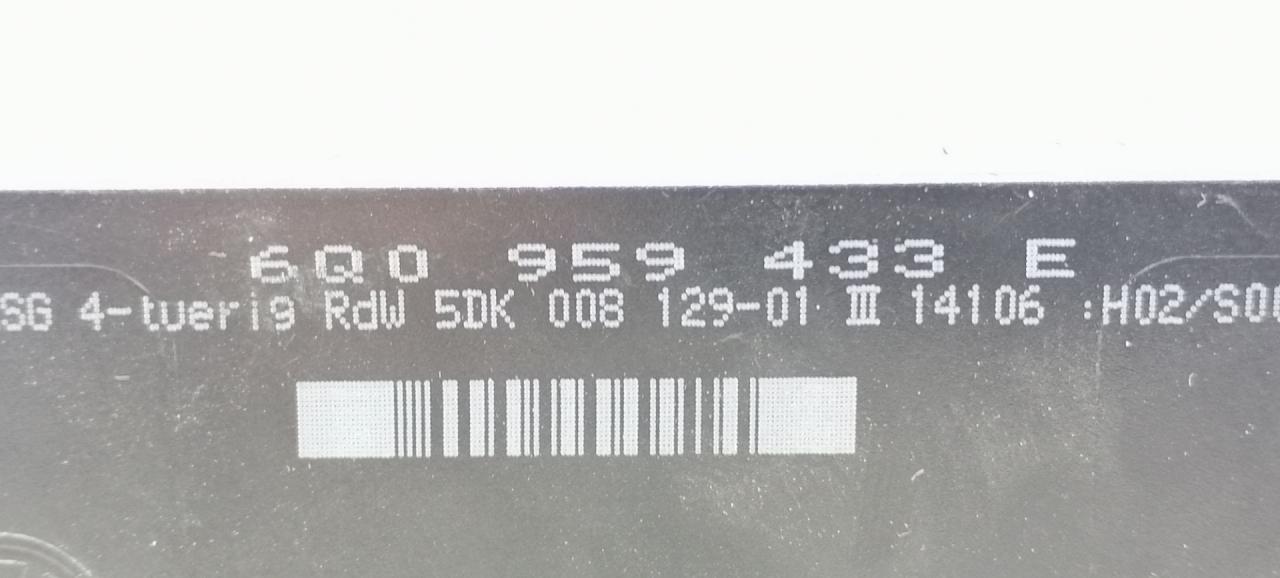 6Q0 959 433 E
SG 4-tuerig RdW 5DK 008 129-01 III 14106 :H02/S0